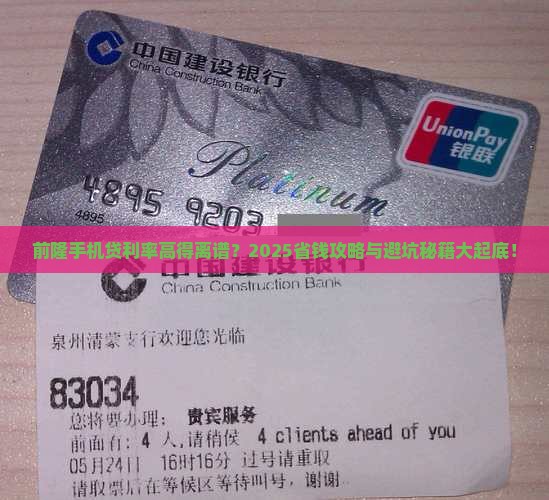 中国建设银行
China Construction Bank
UnionPay
银联
Platinum
4895 9203
4895
前隆手机贷利率高得离谱？2025省钱攻略与避坑秘籍大起底！
泉州清蒙支行欢迎您光临
83034
您将要办理： 贵宾服务
前面有: 4 人,请稍侯 4 clients ahead of you
05月24日 16时16分 过号请重取
请取票后在等候区等待叫号，谢谢